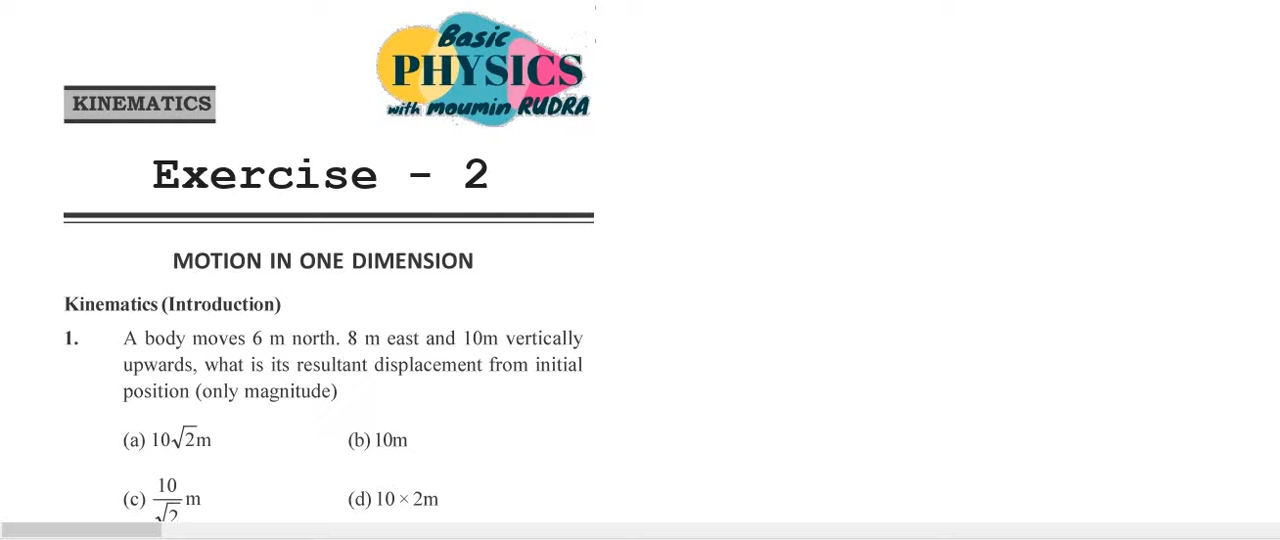 Basic
PHYSICS
with moumin RUDRA
KINEMATICS
Exercise - 2
MOTION IN ONE DIMENSION
Kinematics (Introduction)
1. A body moves 6 m north. 8 m east and 10m vertically
upwards, what is its resultant displacement from initial
position (only magnitude)
(a) 10√2m (b) 10m
(c) 10/√2 m (d) 10 × 2m